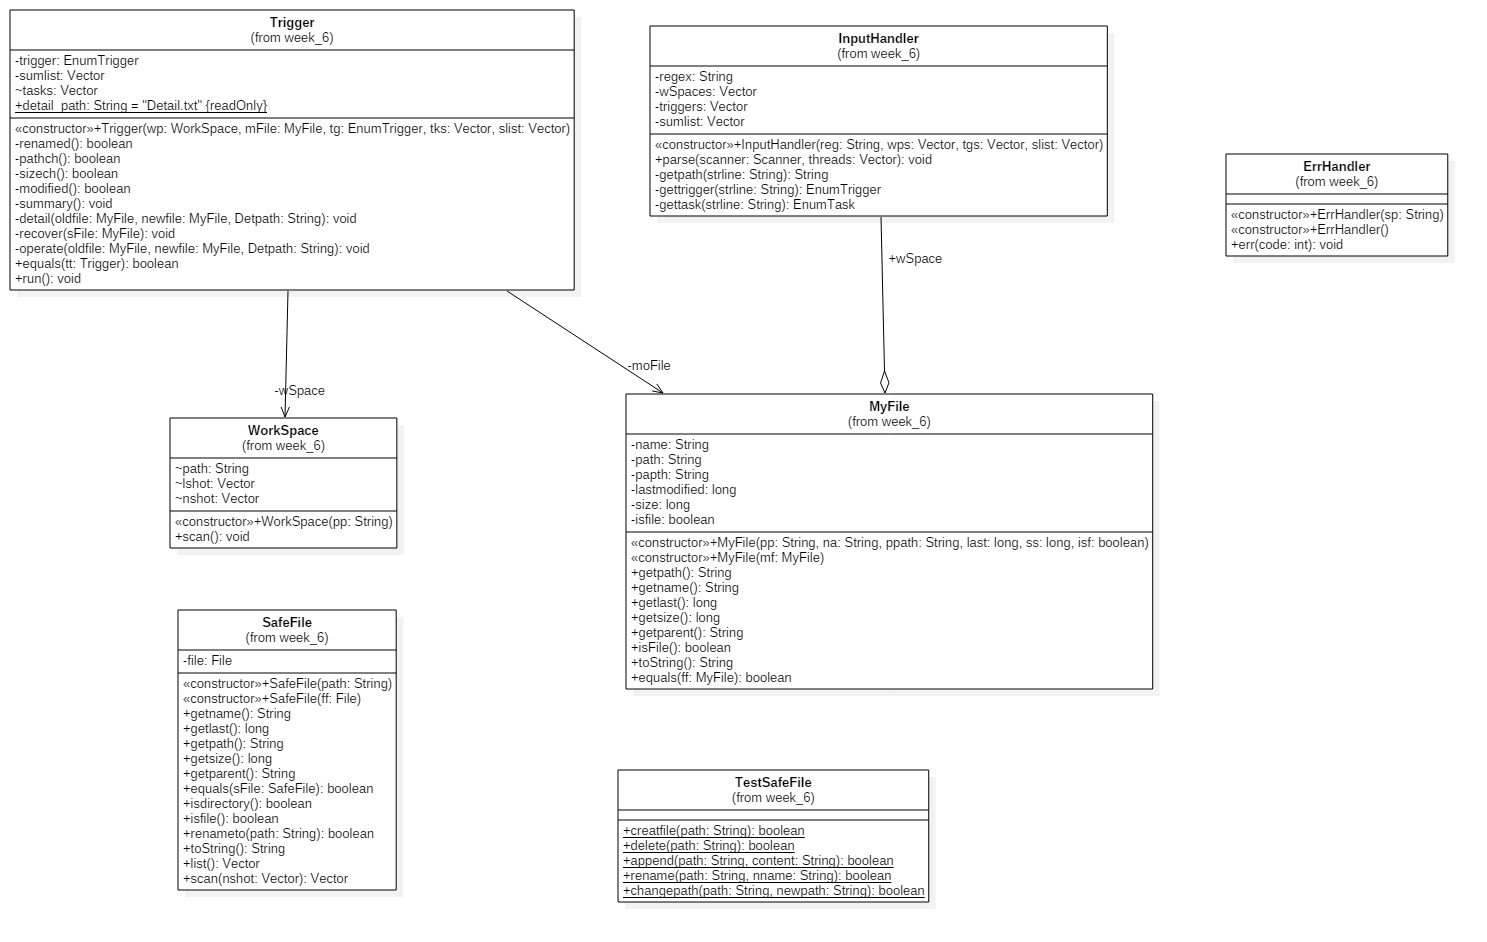 Trigger
(from week_6)
-trigger: EnumTrigger
-sumlist: Vector
~tasks: Vector
+detail_path: String = "Detail.txt" {readOnly}
«constructor»+Trigger(wp: WorkSpace, mFile: MyFile, tg: EnumTrigger, tks: Vector, slist: Vector)
-renamed(): boolean
-pathch(): boolean
-sizech(): boolean
-modified(): boolean
-summary(): void
-detail(oldfile: MyFile, newfile: MyFile, Detpath: String): void
-recover(sFile: MyFile): void
-operate(oldfile: MyFile, newfile: MyFile, Detpath: String): void
+equals(tt: Trigger): boolean
+run(): void
InputHandler
(from week_6)
-regex: String
-wSpaces: Vector
-triggers: Vector
-sumlist: Vector
«constructor»+InputHandler(reg: String, wps: Vector, tgs: Vector, slist: Vector)
+parse(scanner: Scanner, threads: Vector): void
-getpath(strline: String): String
-gettrigger(strline: String): EnumTrigger
-gettask(strline: String): EnumTask
ErrHandler
(from week_6)
«constructor»+ErrHandler(sp: String)
«constructor»+ErrHandler()
+err(code: int): void
+wSpace
-moFile
-wSpace
WorkSpace
(from week_6)
~path: String
~lshot: Vector
~nshot: Vector
«constructor»+WorkSpace(pp: String)
+scan(): void
MyFile
(from week_6)
-name: String
-path: String
-papth: String
-lastmodified: long
-size: long
-isfile: boolean
«constructor»+MyFile(pp: String, na: String, ppath: String, last: long, ss: long, isf: boolean)
«constructor»+MyFile(mf: MyFile)
+getpath(): String
+getname(): String
+getlast(): long
+getsize(): long
+getparent(): String
+isFile(): boolean
+toString(): String
+equals(ff: MyFile): boolean
SafeFile
(from week_6)
-file: File
«constructor»+SafeFile(path: String)
«constructor»+SafeFile(ff: File)
+getname(): String
+getlast(): long
+getpath(): String
+getsize(): long
+getparent(): String
+equals(sFile: SafeFile): boolean
+isdirectory(): boolean
+isfile(): boolean
+renameto(path: String): boolean
+toString(): String
+list(): Vector
+scan(nshot: Vector): Vector
TestSafeFile
(from week_6)
+creatfile(path: String): boolean
+delete(path: String): boolean
+append(path: String, content: String): boolean
+rename(path: String, nname: String): boolean
+changepath(path: String, newpath: String): boolean